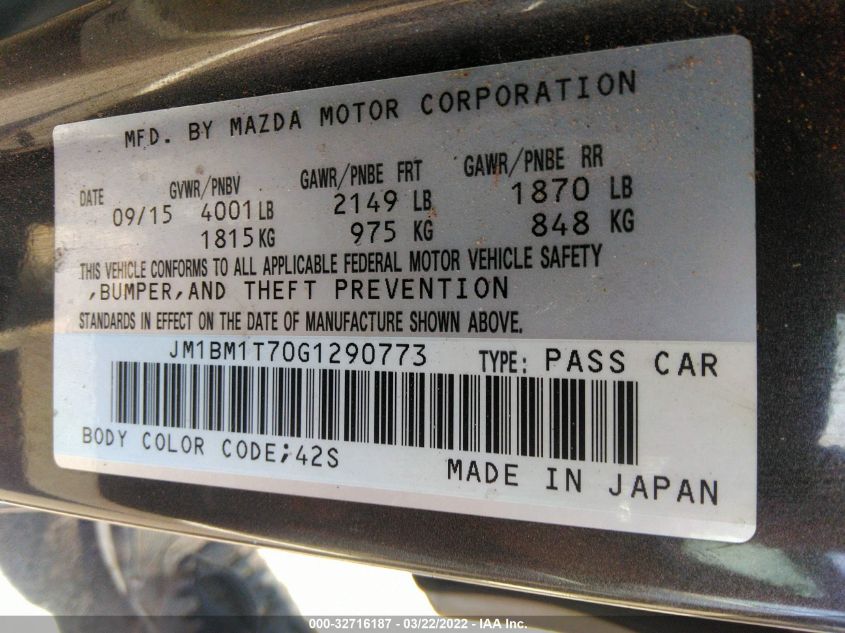 MFD. BY MAZDA MOTOR CORPORATION
DATE GVWR/PNBV GAWR/PNBE FRT GAWR/PNBE RR
09/15 4001 LB 2149 LB 1870 LB
1815 KG 975 KG 848 KG
THIS VEHICLE CONFORMS TO ALL APPLICABLE FEDERAL MOTOR VEHICLE SAFETY
,BUMPER,AND THEFT PREVENTION
STANDARDS IN EFFECT ON THE DATE OF MANUFACTURE SHOWN ABOVE.
JM1BM1T70G1290773 TYPE: PASS CAR
BODY COLOR CODE;42S
MADE IN JAPAN
000-32716187 - 03/22/2022 - IAA Inc.